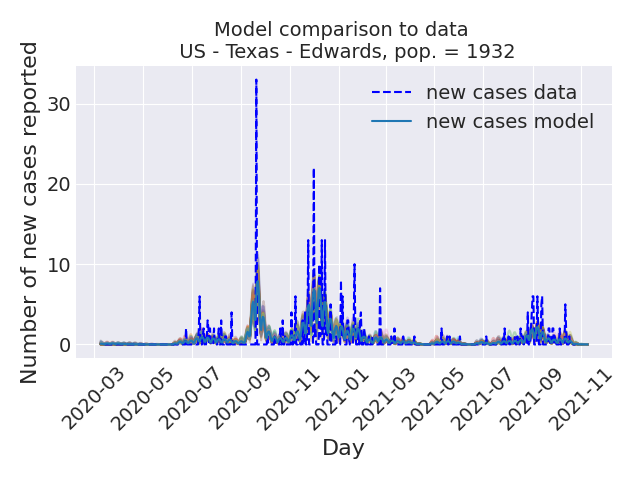 Model comparison to data
US - Texas - Edwards, pop. = 1932
Number of new cases reported
30
20
10
0
new cases data
new cases model
2020-03
2020-05
2020-07
2020-09
2020-11
2021-01
2021-03
2021-05
2021-07
2021-09
2021-11
Day